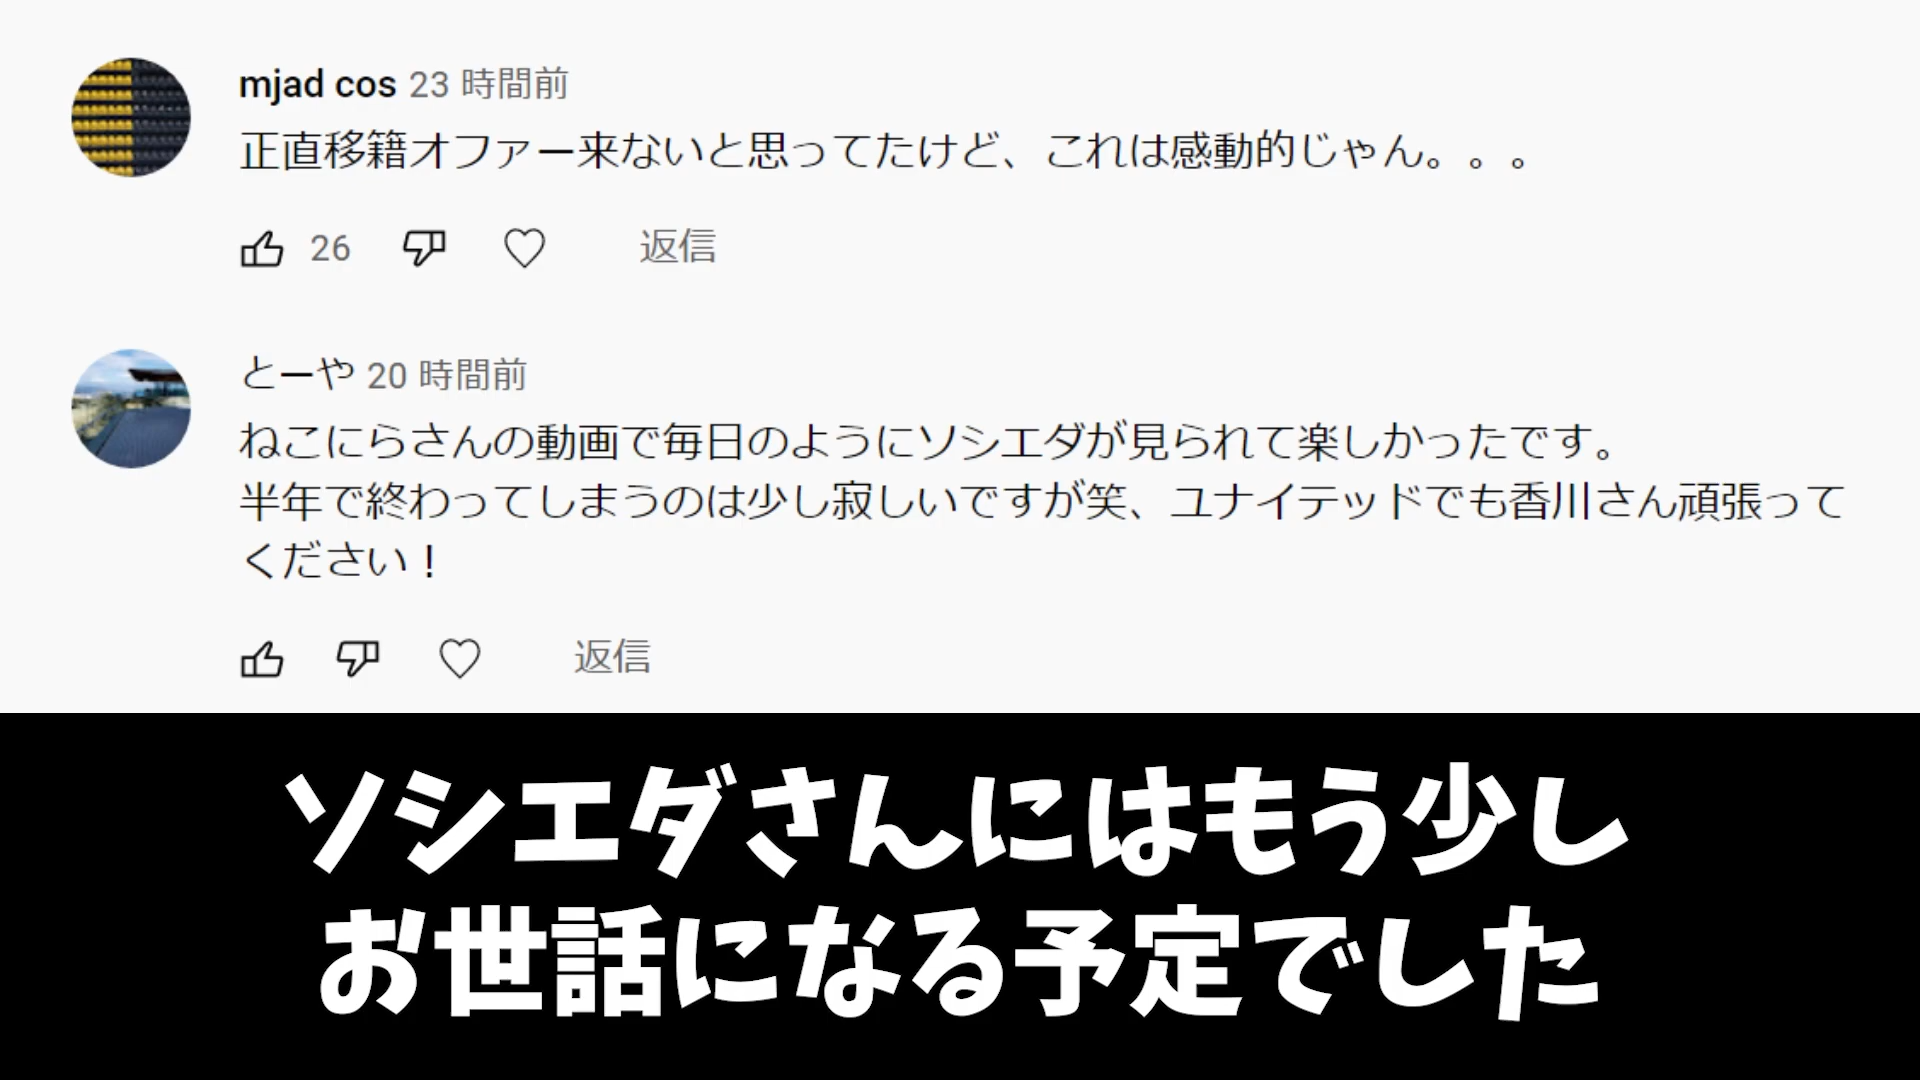 mjad cos 23 時間前
正直移籍オファー来ないと思ってたけど、これは感動的じゃん。。。
26 返信
とーや 20 時間前
ねこにらさんの動画で毎日のようにソシエダが見られて楽しかったです。
半年で終わってしまうのは少し寂しいですが笑、ユナイテッドでも香川さん頑張って
ください！
返信
ソシエダさんにはもう少し
お世話になる予定でした